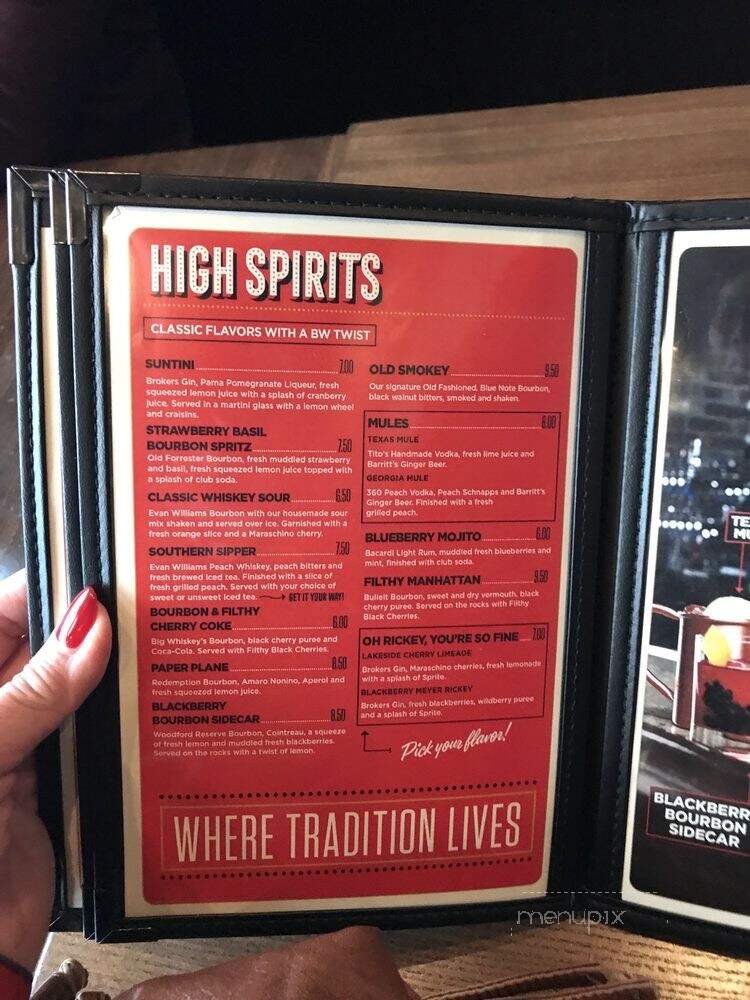 HIGH SPIRITS
CLASSIC FLAVORS WITH A BW TWIST
SUNTINI 7.00
Brokers Gin, Pama Pomegranate Liqueur, fresh
squeezed lemon juice with a splash of cranberry
juice. Served in a martini glass with a lemon wheel
and craisins.
STRAWBERRY BASIL
BOURBON SPRITZ 7.50
Old Forrester Bourbon, fresh muddled strawberry
and basil, fresh squeezed lemon juice topped with
a splash of club soda.
CLASSIC WHISKEY SOUR 6.50
Evan Williams Bourbon with our housemade sour
mix shaken and served over ice. Garnished with a
fresh orange slice and a Maraschino cherry.
SOUTHERN SIPPER 7.50
Evan Williams Peach Whiskey, peach bitters and
fresh brewed iced tea. Finished with a slice of
fresh grilled peach. Served with your choice of
sweet or unsweet iced tea. GET IT YOUR WAY!
BOURBON & FILTHY
CHERRY COKE 6.00
Big Whiskey's Bourbon, black cherry puree and
Coca-Cola. Served with Filthy Black Cherries.
PAPER PLANE 8.50
Redemption Bourbon, Amaro Nonino, Aperol and
fresh squeezed lemon juice.
BLACKBERRY
BOURBON SIDECAR 8.50
Woodford Reserve Bourbon, Cointreau, a squeeze
of fresh lemon and muddled fresh blackberries.
Served on the rocks with a twist of lemon.
OLD SMOKEY 9.50
Our signature Old Fashioned, Blue Note Bourbon,
black walnut bitters, smoked and shaken.
MULES 8.00
TEXAS MULE
Tito's Handmade Vodka, fresh lime juice and
Barritt's Ginger Beer.
GEORGIA MULE
360 Peach Vodka, Peach Schnapps and Barritt's
Ginger Beer. Finished with a fresh
grilled peach.
BLUEBERRY MOJITO 6.00
Bacardi Light Rum, muddled fresh blueberries and
mint, finished with club soda.
FILTHY MANHATTAN 9.50
Bulleit Bourbon, sweet and dry vermouth, black
cherry puree. Served on the rocks with Filthy
Black Cherries.
OH RICKEY, YOU'RE SO FINE 7.00
LAKESIDE CHERRY LIMEADE
Brokers Gin, Maraschino cherries, fresh lemonade
with a splash of Sprite.
BLACKBERRY MEYER RICKEY
Brokers Gin, fresh blackberries, wildberry puree
and a splash of Sprite.
Pick your flavor!
WHERE TRADITION LIVES
TE
MU
BLACKBERR
BOURBON
SIDECAR
menupix